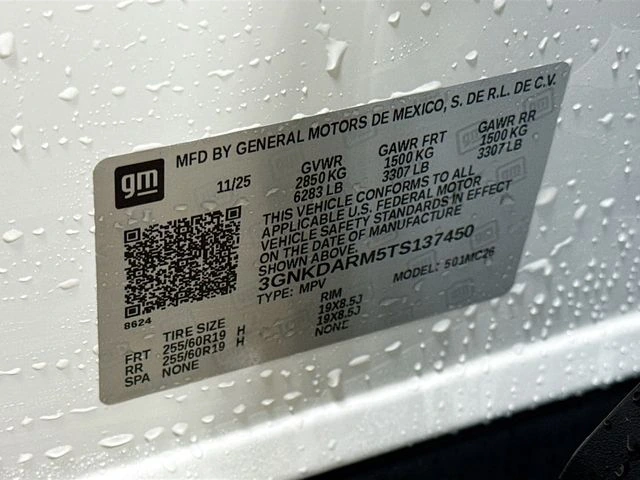 gm
MFD BY GENERAL MOTORS DE MEXICO, S. DE R.L. DE C.V.
11/25
GVWR GAWR FRT GAWR RR
2850 KG 1500 KG 1500 KG
6283 LB 3307 LB 3307 LB
THIS VEHICLE CONFORMS TO ALL
APPLICABLE U.S. FEDERAL MOTOR
VEHICLE SAFETY STANDARDS IN EFFECT
ON THE DATE OF MANUFACTURE
SHOWN ABOVE.
3GNKDARM5TS137450
TYPE: MPV MODEL: 501MC26
8624
TIRE SIZE RIM
FRT 255/60R19 H 19X8.5J
RR 255/60R19 H 19X8.5J
SPA NONE NONE